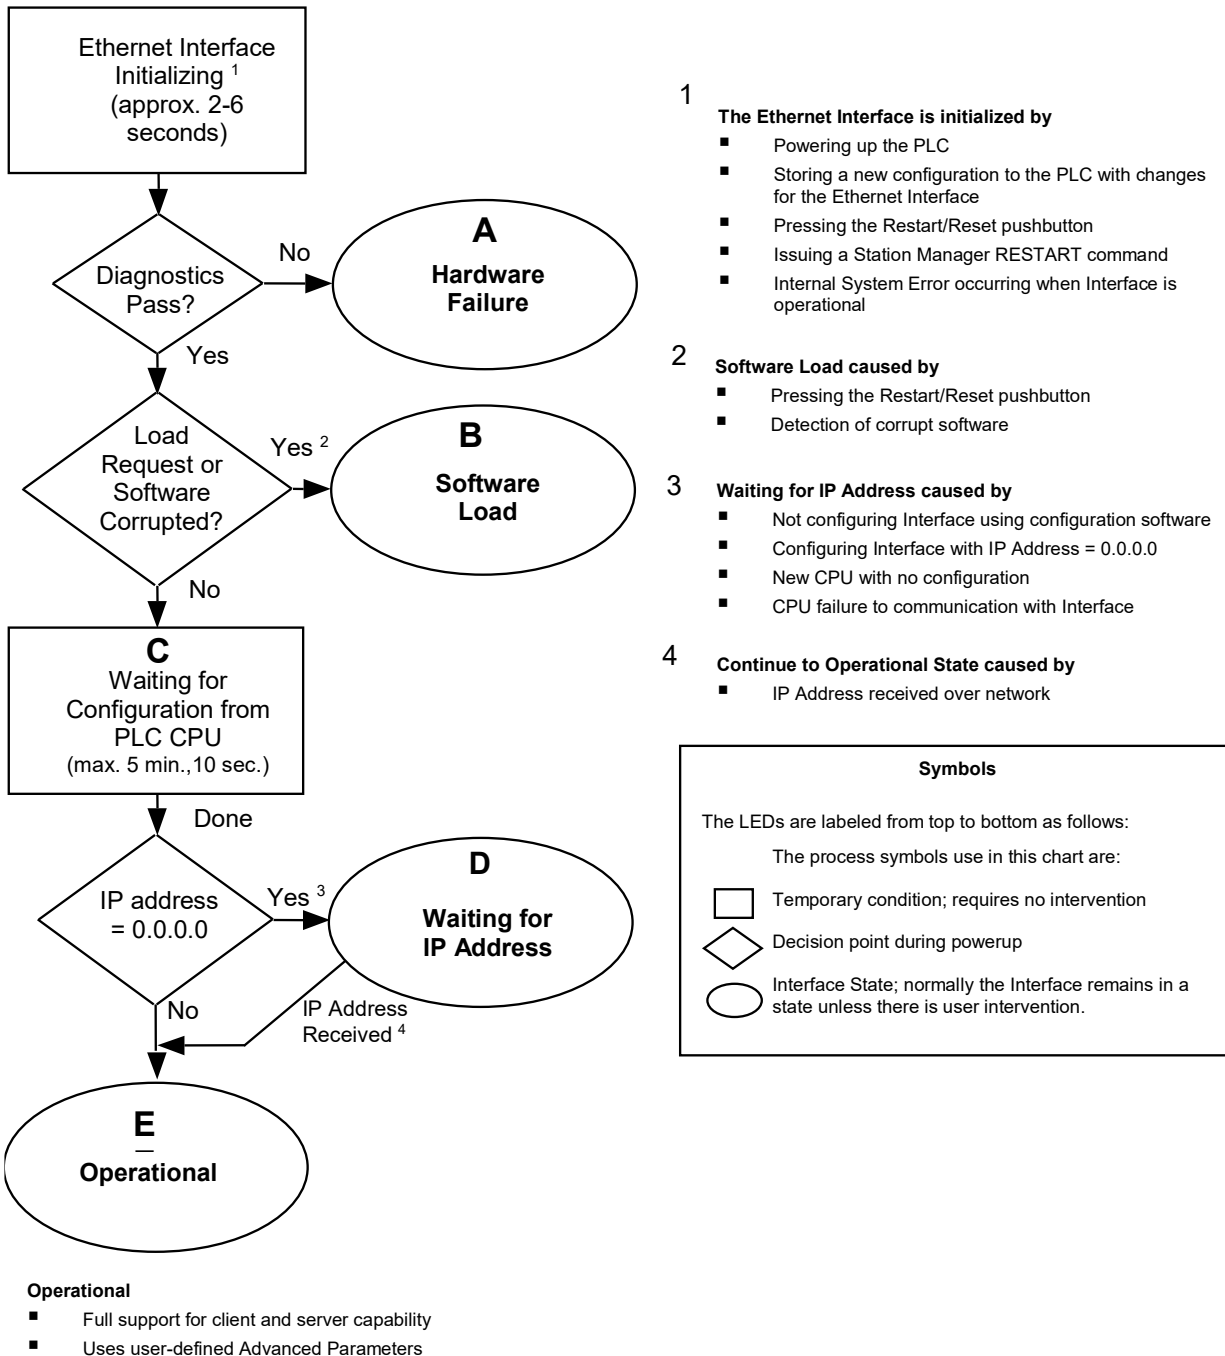 Ethernet Interface
Initializing 1
(approx. 2-6
seconds)
Diagnostics
Pass?
No
A
Hardware
Failure
Yes
Load
Request or
Software
Corrupted?
Yes 2
B
Software
Load
No
C
Waiting for
Configuration from
PLC CPU
(max. 5 min.,10 sec.)
Done
IP address
= 0.0.0.0
Yes 3
D
Waiting for
IP Address
No
IP Address
Received 4
E
Operational
Operational
■ Full support for client and server capability
■ Uses user-defined Advanced Parameters
1
The Ethernet Interface is initialized by
■ Powering up the PLC
■ Storing a new configuration to the PLC with changes
for the Ethernet Interface
■ Pressing the Restart/Reset pushbutton
■ Issuing a Station Manager RESTART command
■ Internal System Error occurring when Interface is
operational
2
Software Load caused by
■ Pressing the Restart/Reset pushbutton
■ Detection of corrupt software
3
Waiting for IP Address caused by
■ Not configuring Interface using configuration software
■ Configuring Interface with IP Address = 0.0.0.0
■ New CPU with no configuration
■ CPU failure to communication with Interface
4
Continue to Operational State caused by
■ IP Address received over network
Symbols
The LEDs are labeled from top to bottom as follows:
The process symbols use in this chart are:
Temporary condition; requires no intervention
Decision point during powerup
Interface State; normally the Interface remains in a
state unless there is user intervention.